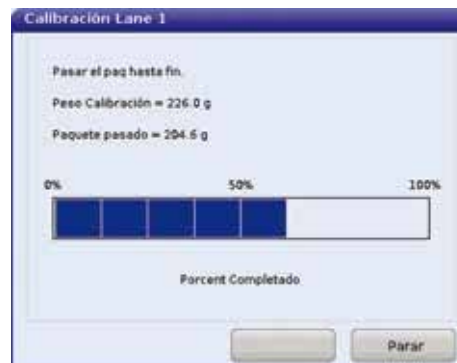 Calibración Lane 1
Pasar el paq hasta fin.
Peso Calibración = 226.0 g
Paquete pasado = 204.6 g
0% 50% 100%
Porcent Completado
Parar